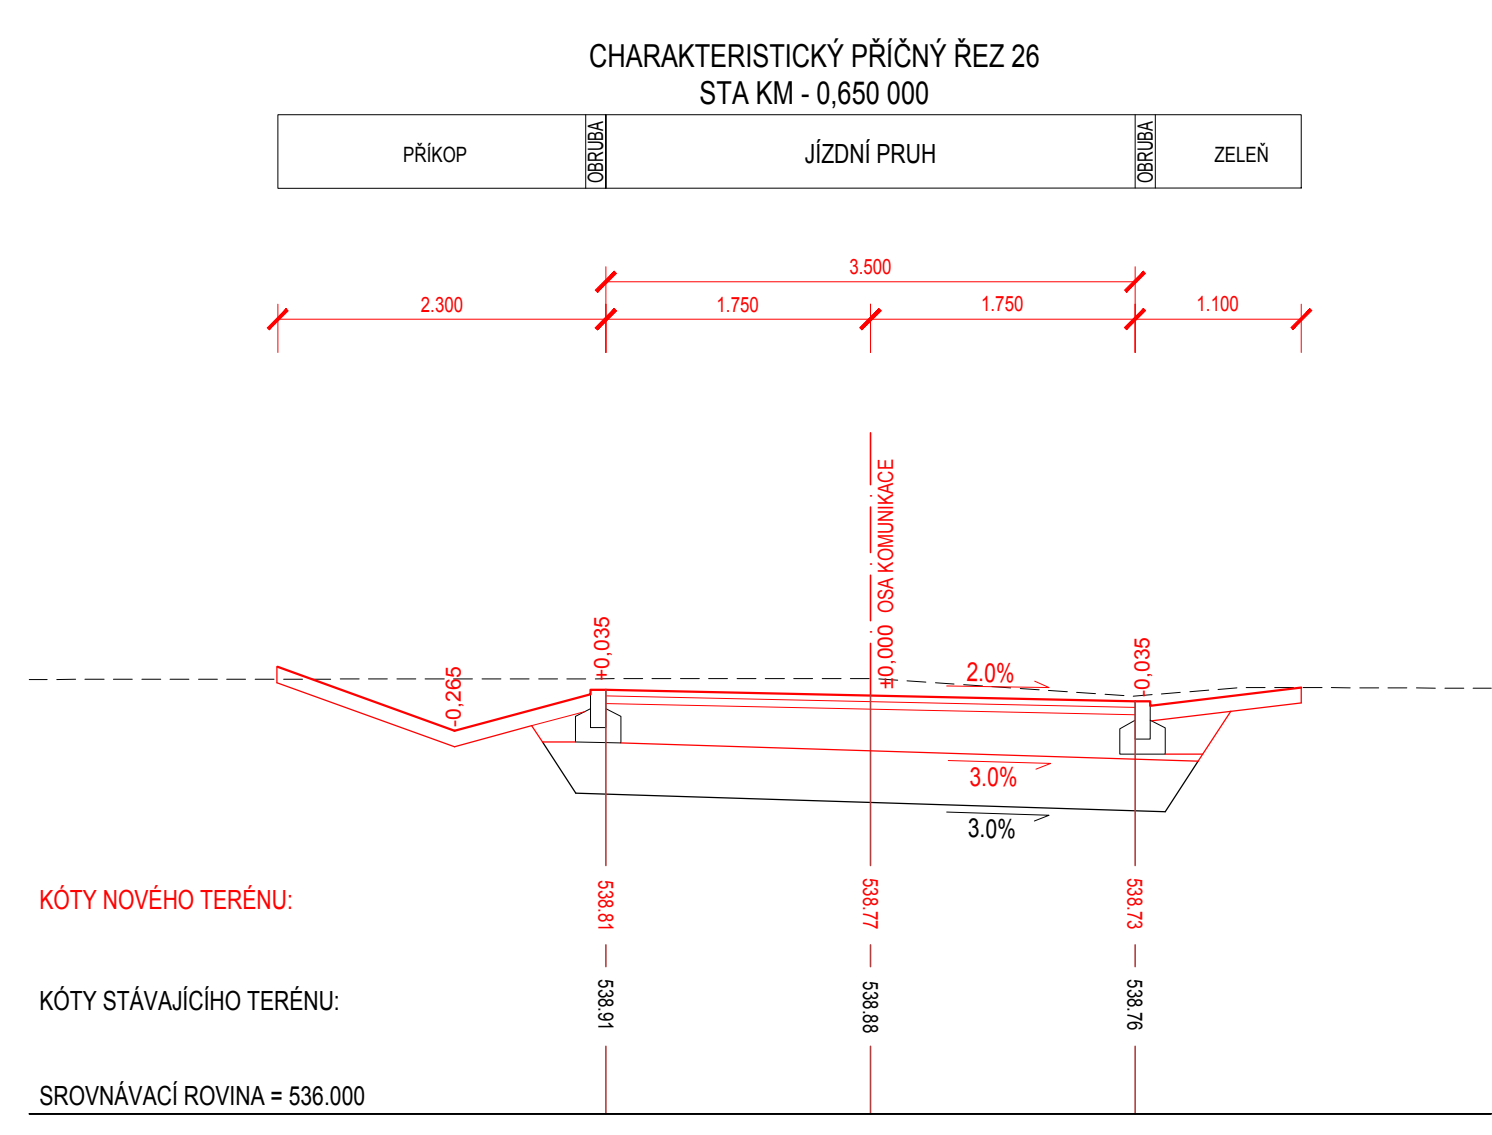 CHARAKTERISTICKÝ PŘÍČNÝ ŘEZ 26
STA KM - 0,650 000
PŘÍKOP
OBRUBA
JÍZDNÍ PRUH
OBRUBA
ZELEŇ
3.500
2.300
1.750
1.750
1.100
±0,000 OSA KOMUNIKACE
+0,035
-0,265
2.0%
-0,035
3.0%
3.0%
KÓTY NOVÉHO TERÉNU:
538.81
538.77
538.73
KÓTY STÁVAJÍCÍHO TERÉNU:
538.91
538.88
538.76
SROVNÁVACÍ ROVINA = 536.000